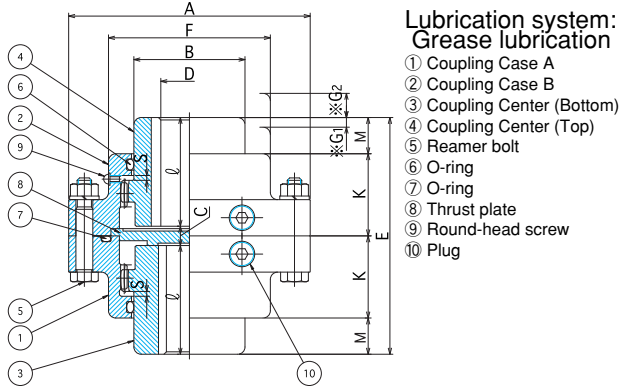 Lubrication system:
Grease lubrication
① Coupling Case A
② Coupling Case B
③ Coupling Center (Bottom)
④ Coupling Center (Top)
⑤ Reamer bolt
⑥ O-ring
⑦ O-ring
⑧ Thrust plate
⑨ Round-head screw
⑩ Plug
A
F
B
D
※G2
※G1
M
K
E
K
M
S
ℓ
C
S
ℓ
4
6
2
9
8
7
5
1
3
10